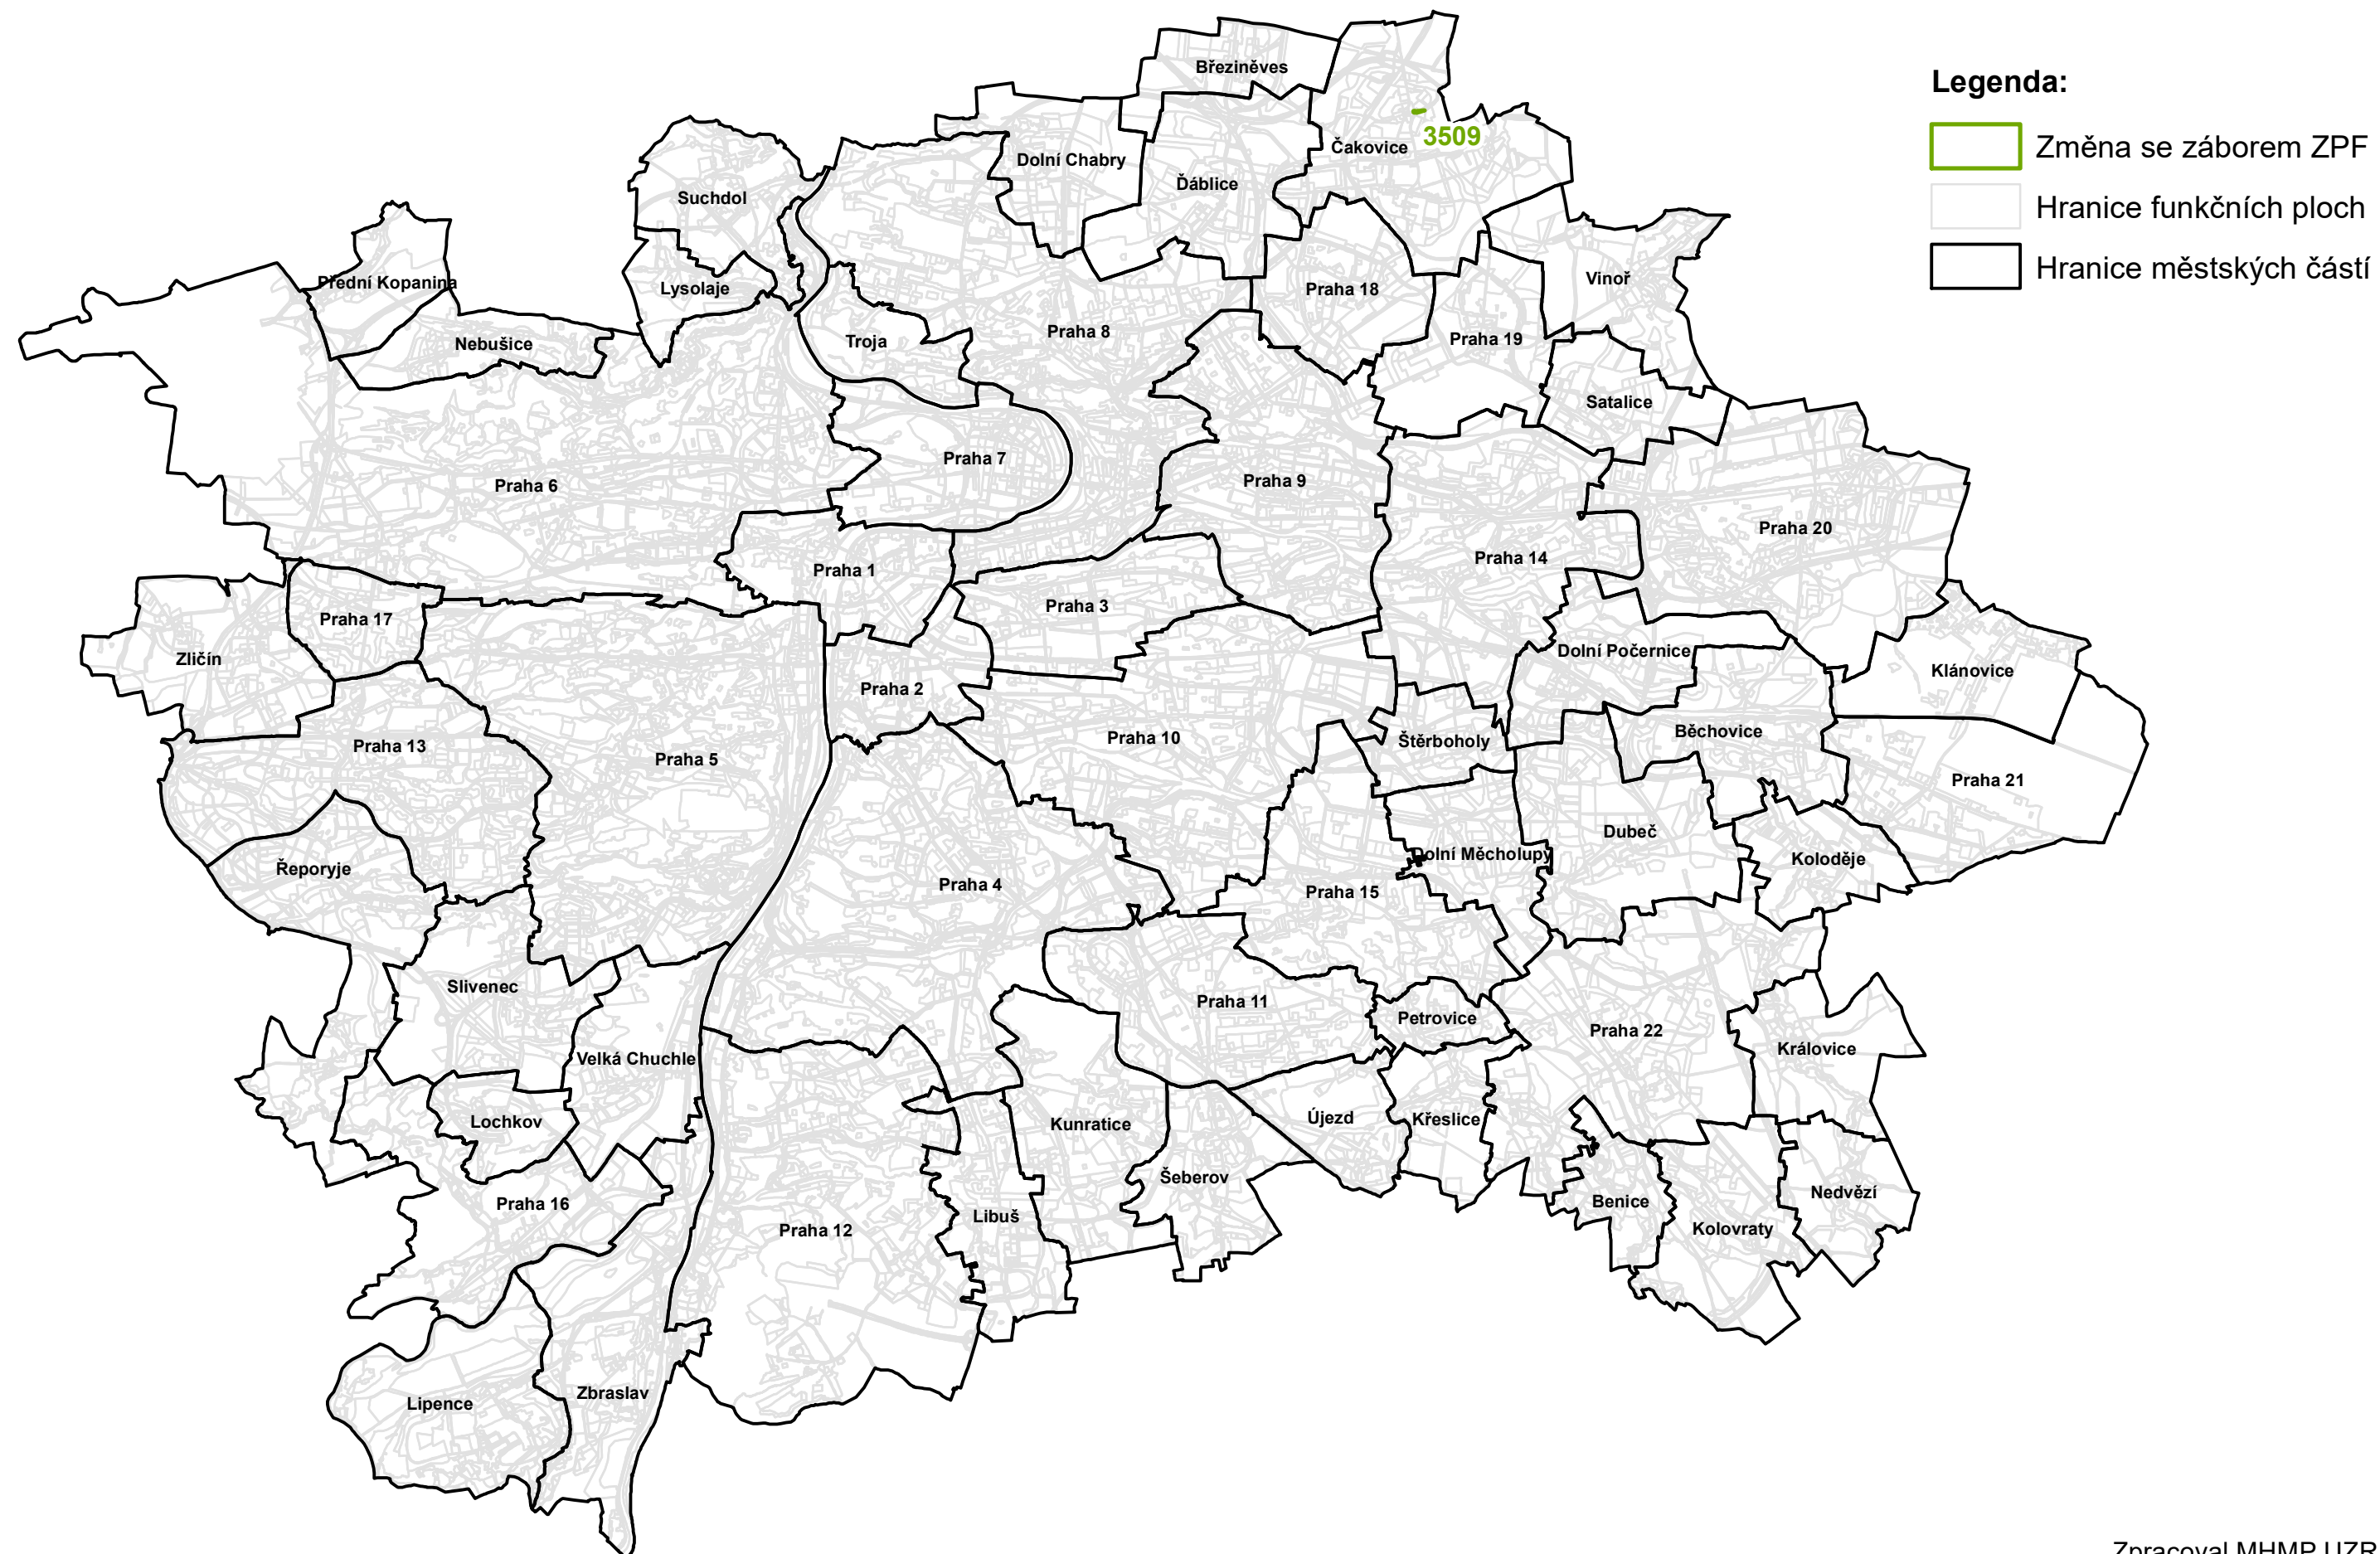 Legenda:
Změna se záborem ZPF
Hranice funkčních ploch
Hranice městských částí
Březiněves
3509
Čakovice
Dolní Chabry
Ďáblice
Suchdol
Přední Kopanina
Lysolaje
Praha 18
Vinoř
Nebušice
Troja
Praha 8
Praha 19
Satalice
Praha 7
Praha 6
Praha 9
Praha 20
Praha 14
Praha 1
Praha 3
Praha 17
Zličín
Dolní Počernice
Klánovice
Praha 2
Praha 13
Praha 5
Praha 10
Štěrboholy
Běchovice
Praha 21
Dubeč
Dolní Měcholupy
Koloděje
Řeporyje
Praha 4
Praha 15
Slivenec
Praha 11
Petrovice
Praha 22
Královice
Velká Chuchle
Lochkov
Kunratice
Újezd
Křeslice
Šeberov
Praha 16
Praha 12
Libuš
Benice
Nedvězí
Kolovraty
Zbraslav
Lipence
Zpracoval MHMP UZR